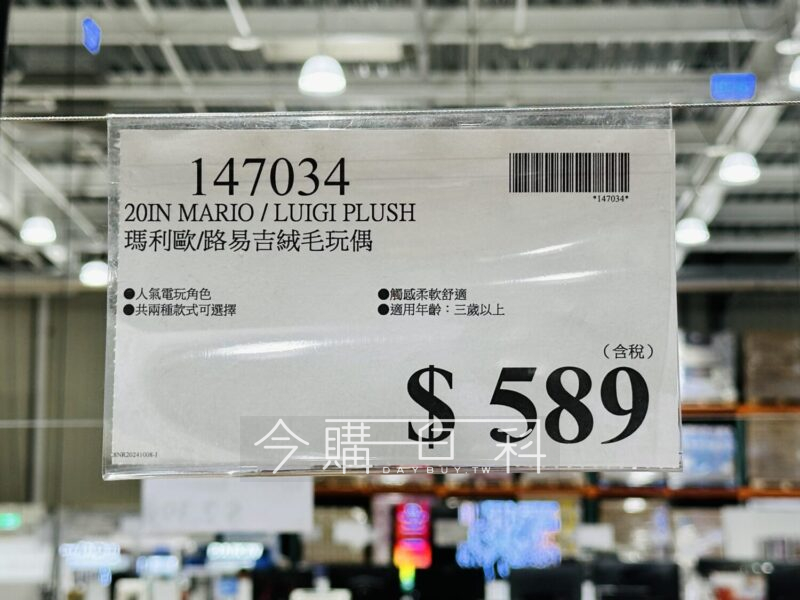 147034
*147034*
20IN MARIO / LUIGI PLUSH
瑪利歐/路易吉絨毛玩偶
●人氣電玩角色
●共兩種款式可選擇
●觸感柔軟舒適
●適用年齡：三歲以上
（含稅）
$ 589
今購百科
DAYBUY.TW